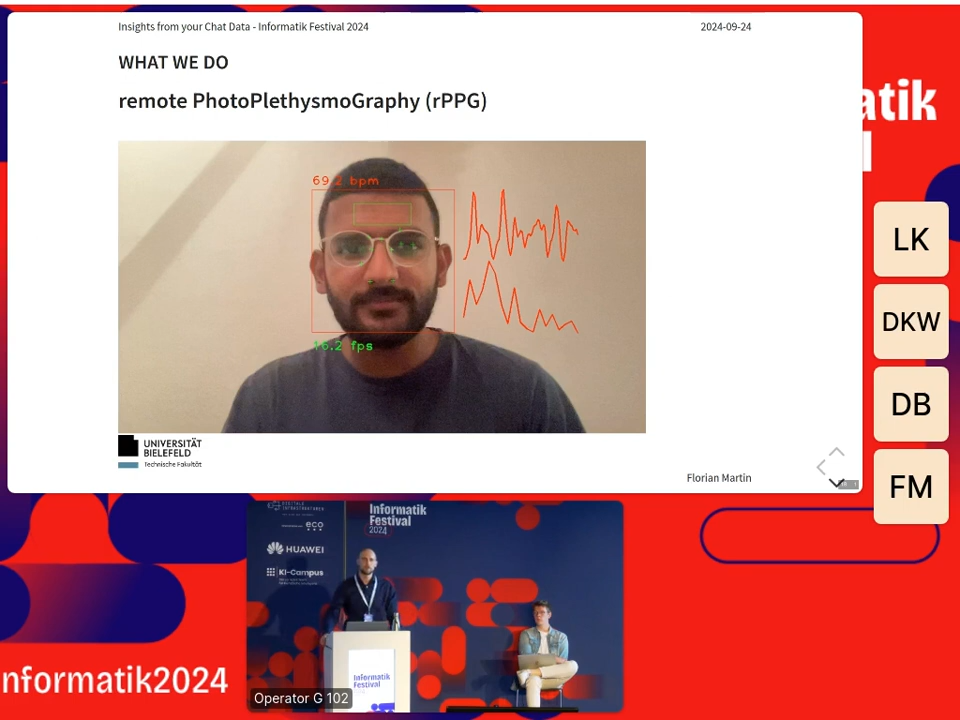 Insights from your Chat Data - Informatik Festival 2024
2024-09-24
WHAT WE DO
remote PhotoPlethysmoGraphy (rPPG)
69.2 bpm
16.2 fps
UNIVERSITÄT
BIELEFELD
Technische Fakultät
Florian Martin
atik
l
LK
DKW
DB
FM
eco
HUAWEI
KI-Campus
Informatik
Festival
2024
Informatik
Festival
Operator G 102
nformatik2024